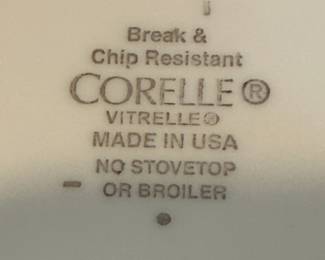 Break &
Chip Resistant
CORELLE®
VITRELLE®
MADE IN USA
NO STOVETOP
OR BROILER